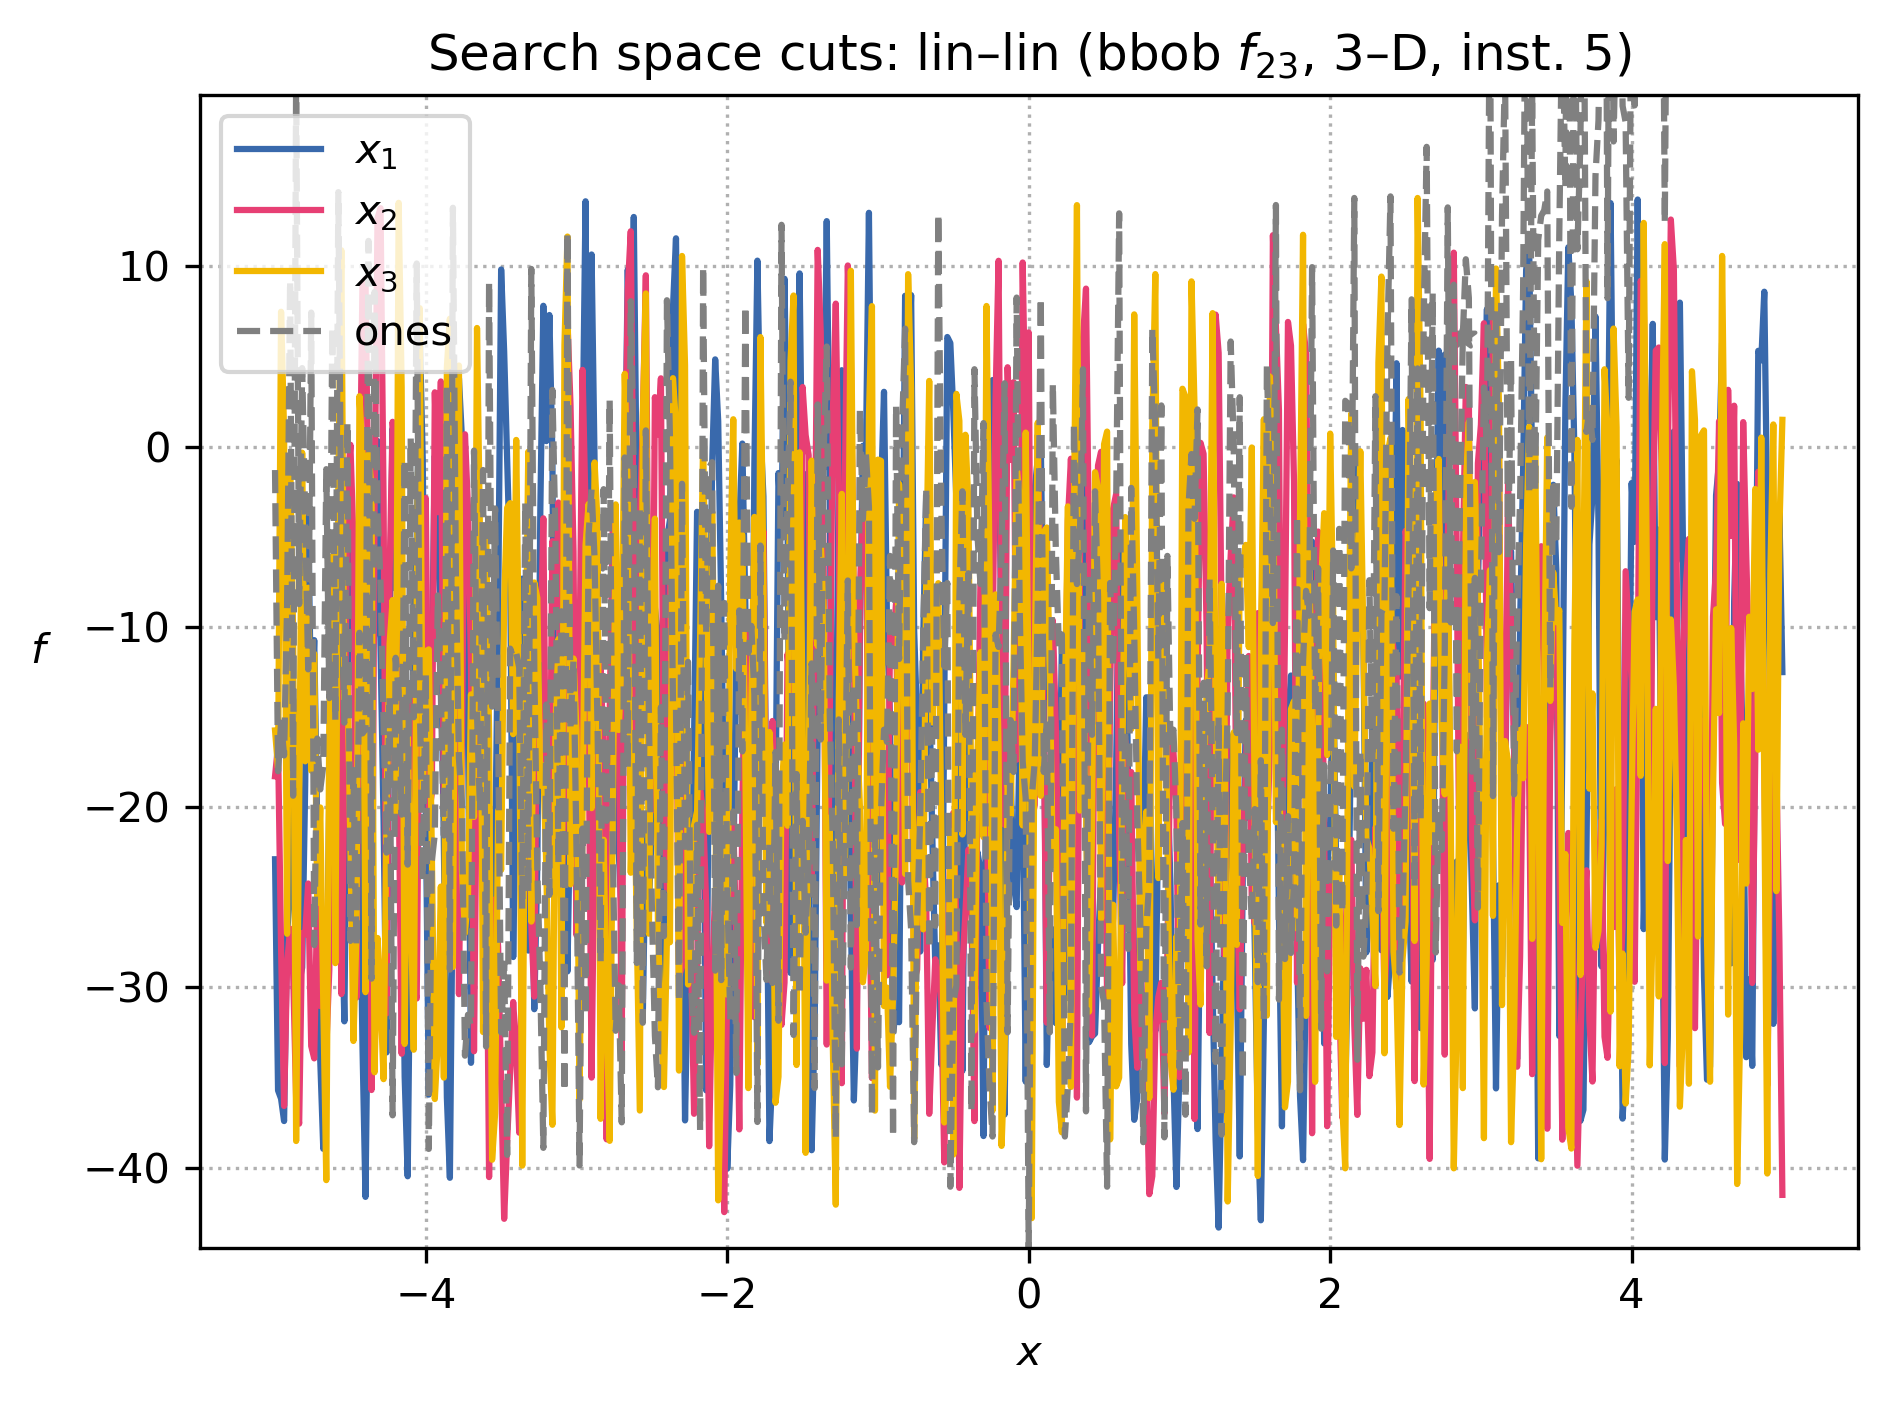 Search space cuts: lin–lin (bbob f₂₃, 3–D, inst. 5)
x₁
x₂
x₃
ones
10
0
−10
−20
−30
−40
f
−4
−2
0
2
4
x